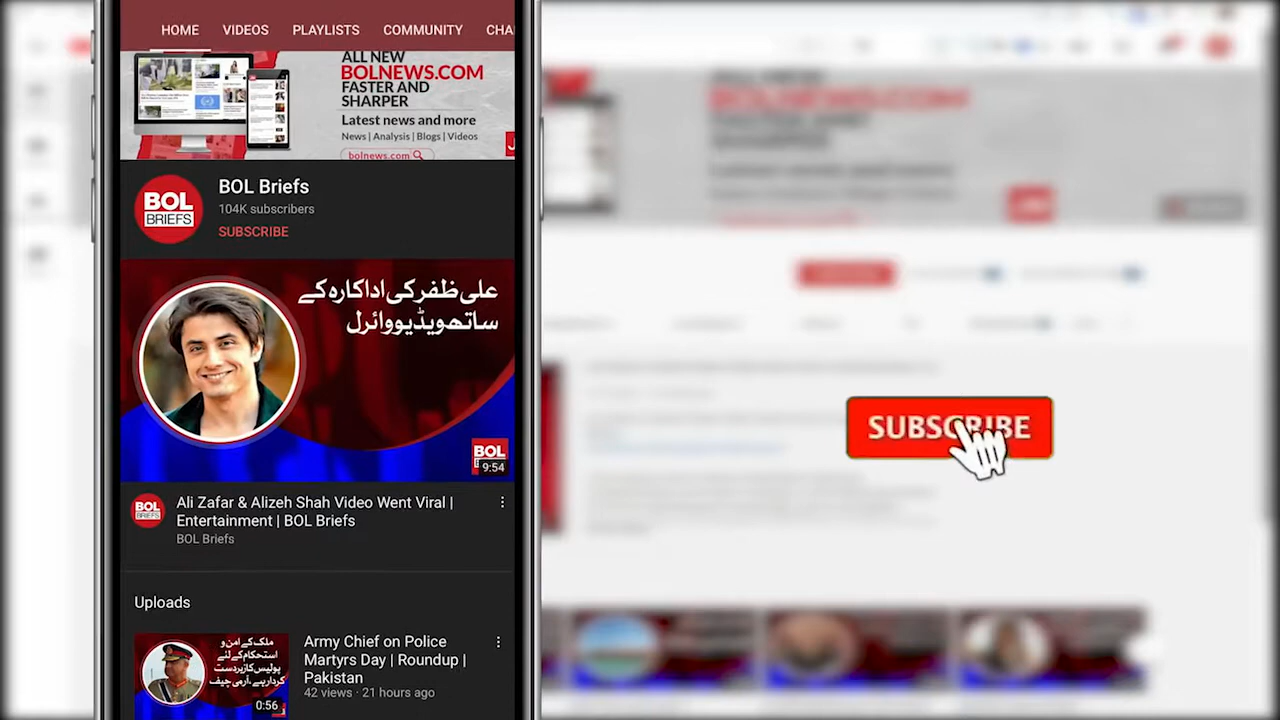 HOME VIDEOS PLAYLISTS COMMUNITY CHA
ALL NEW
BOLNEWS.COM
FASTER AND
SHARPER
Latest news and more
News | Analysis | Blogs | Videos
bolnews.com
BOL
BRIEFS
BOL Briefs
104K subscribers
SUBSCRIBE
علی ظفر کی اداکارہ کے
ساتھ ویڈیو وائرل
BOL
9:54
BOL
BRIEFS
Ali Zafar & Alizeh Shah Video Went Viral |
Entertainment | BOL Briefs
BOL Briefs
Uploads
ملک کے امن و
استحکام کے لئے
پولیس کا زبردست
کردار ہے،آرمی چیف
0:56
Army Chief on Police
Martyrs Day | Roundup |
Pakistan
42 views · 21 hours ago
SUBSCRIBE